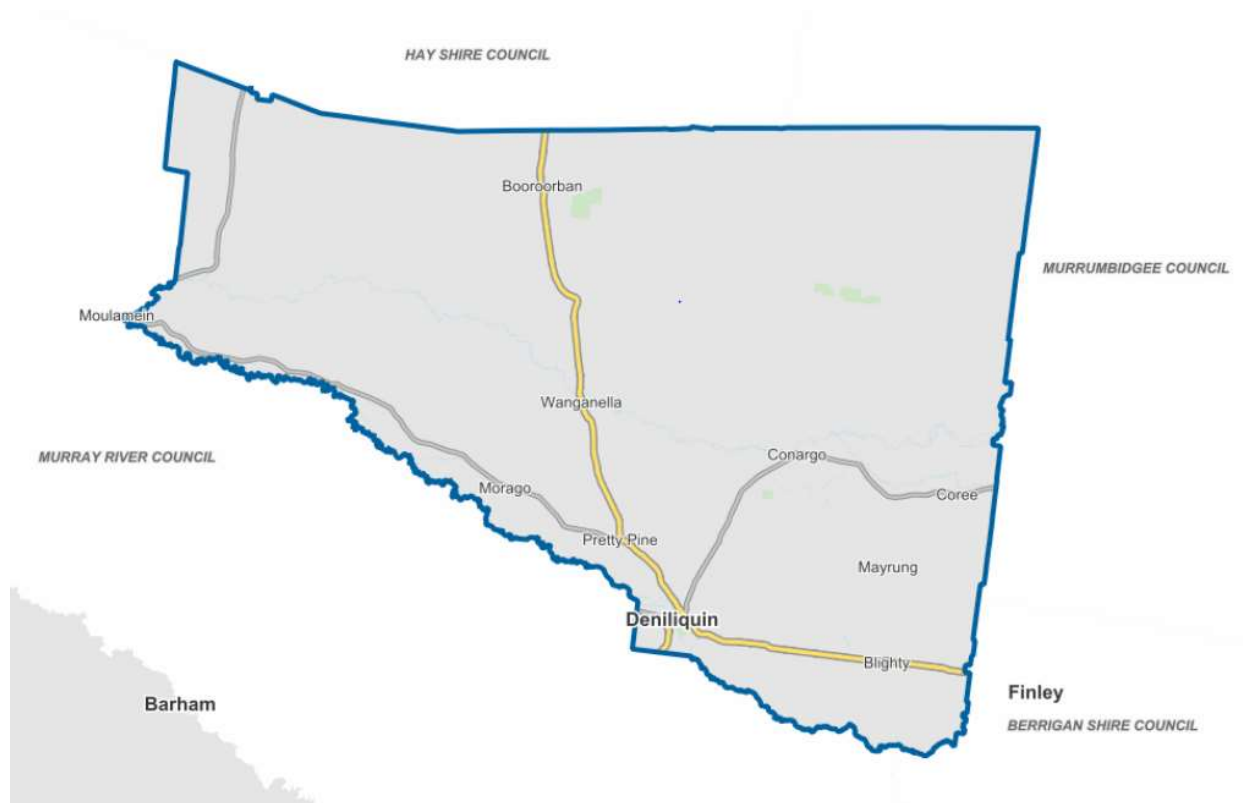 HAY SHIRE COUNCIL
Booroorban
MURRUMBIDGEE COUNCIL
Moulamein
Wanganella
MURRAY RIVER COUNCIL
Conargo
Morago
Coree
Pretty Pine
Mayrung
Deniliquin
Blighty
Finley
Barham
BERRIGAN SHIRE COUNCIL